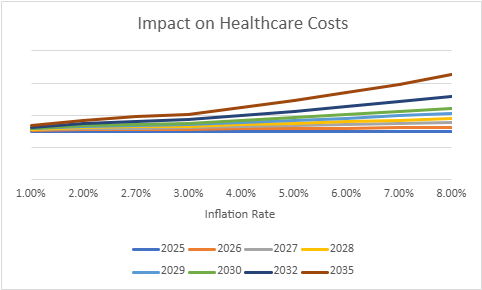 Impact on Healthcare Costs
1.00% 2.00% 2.70% 3.00% 4.00% 5.00% 6.00% 7.00% 8.00%
Inflation Rate
2025 2026 2027 2028
2029 2030 2032 2035